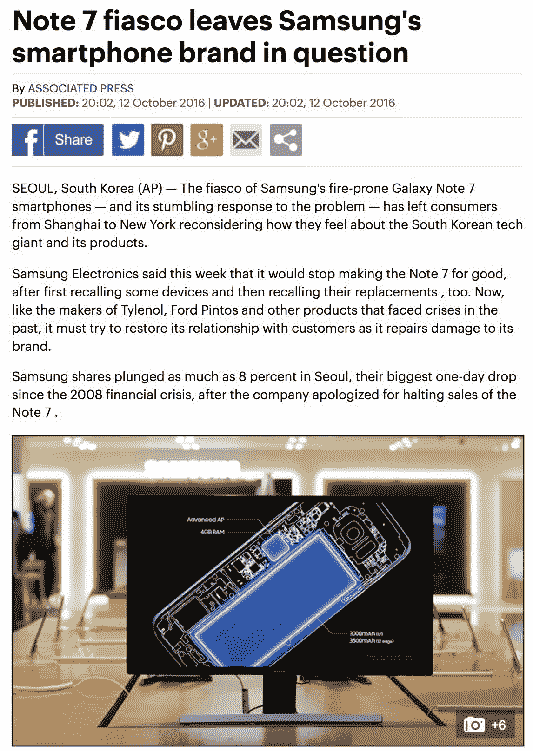 Note 7 fiasco leaves Samsung's
smartphone brand in question
By ASSOCIATED PRESS
PUBLISHED: 20:02, 12 October 2016 | UPDATED: 20:02, 12 October 2016
Share
SEOUL, South Korea (AP) — The fiasco of Samsung's fire-prone Galaxy Note 7
smartphones — and its stumbling response to the problem — has left consumers
from Shanghai to New York reconsidering how they feel about the South Korean tech
giant and its products.
Samsung Electronics said this week that it would stop making the Note 7 for good,
after first recalling some devices and then recalling their replacements , too. Now,
like the makers of Tylenol, Ford Pintos and other products that faced crises in the
past, it must try to restore its relationship with customers as it repairs damage to its
brand.
Samsung shares plunged as much as 8 percent in Seoul, their biggest one-day drop
since the 2008 financial crisis, after the company apologized for halting sales of the
Note 7 .
Advanced AP
4GB RAM
+6